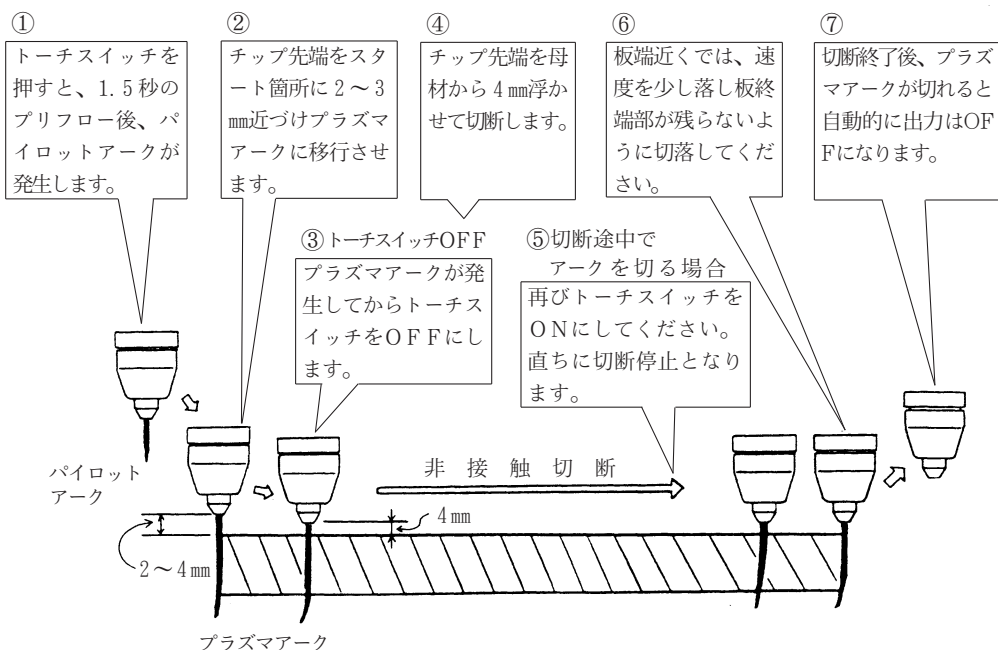 ①
トーチスイッチを
押すと、1.5秒の
プリフロー後、パ
イロットアークが
発生します。
②
チップ先端をスタ
ート箇所に2～3
㎜近づけプラズマ
アークに移行させ
ます。
③トーチスイッチOFF
プラズマアークが発
生してからトーチス
イッチをOFFにし
ます。
④
チップ先端を母
材から4㎜浮か
せて切断します。
⑤切断途中で
アークを切る場合
再びトーチスイッチを
ONにしてください。
直ちに切断停止となり
ます。
⑥
板端近くでは、速
度を少し落し板終
端部が残らないよ
うに切落してくだ
さい。
⑦
切断終了後、プラズ
マアークが切れると
自動的に出力はOF
Fになります。
パイロット
アーク
非接触切断
4㎜
2～4㎜
プラズマアーク